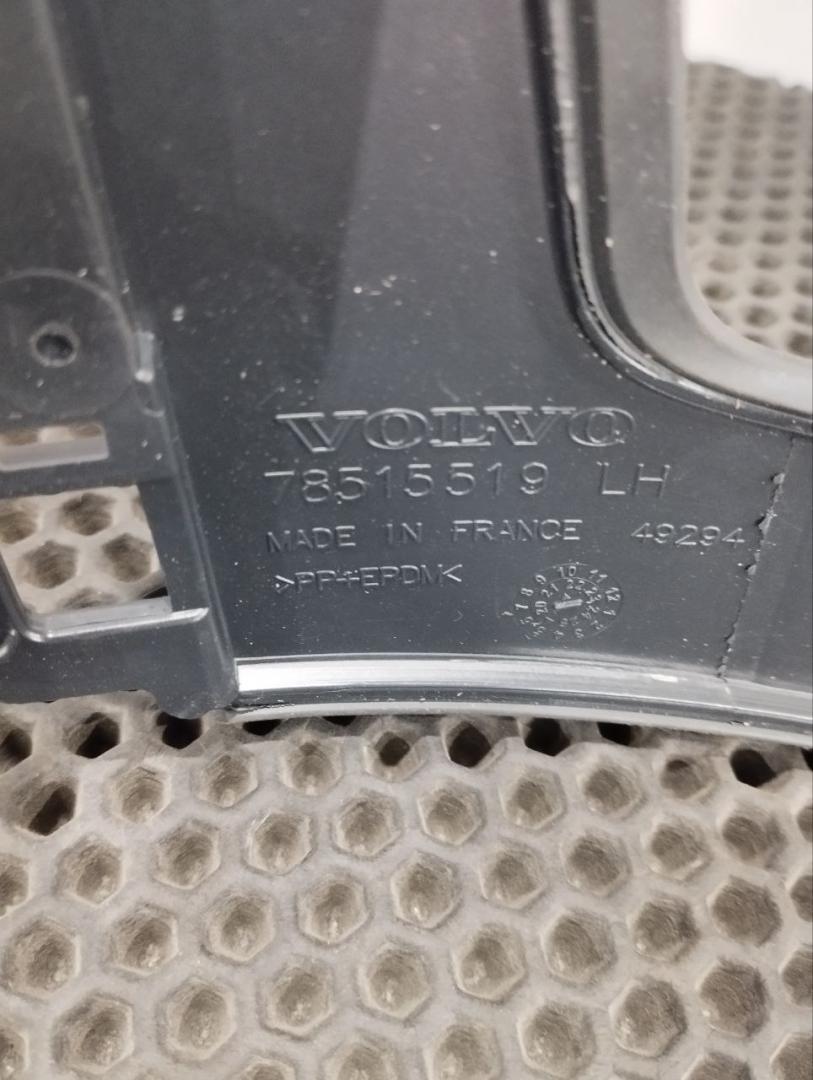 VOLVO
78515519 LH
MADE IN FRANCE 49294
>PP+EPDM<